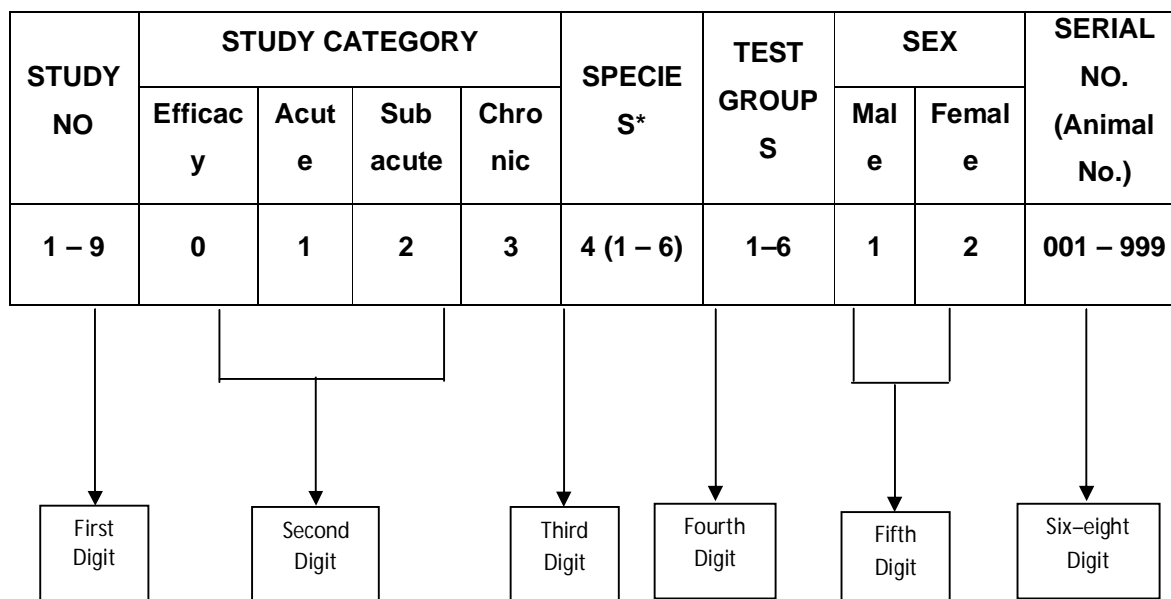 STUDY
NO
STUDY CATEGORY
Efficac
y
Acut
e
Sub
acute
Chro
nic
SPECIE
S*
TEST
GROUP
S
SEX
Mal
e
Femal
e
SERIAL
NO.
(Animal
No.)
1 – 9
0
1
2
3
4 (1 – 6)
1–6
1
2
001 – 999
First
Digit
Second
Digit
Third
Digit
Fourth
Digit
Fifth
Digit
Six–eight
Digit